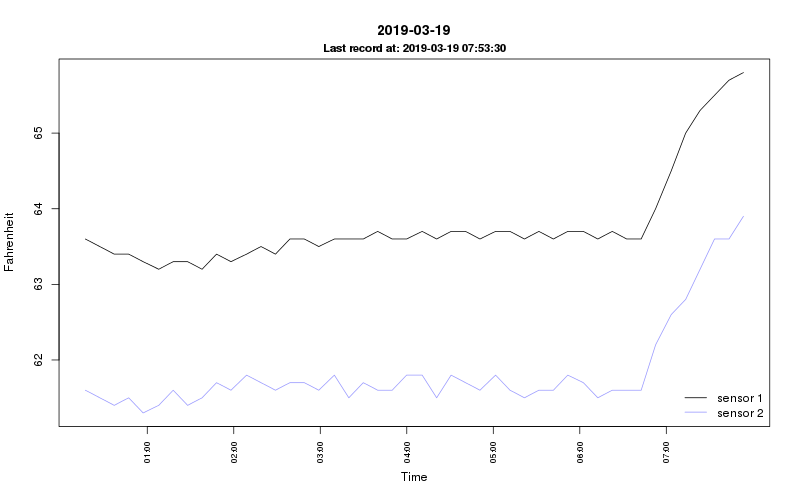 2019-03-19
Last record at: 2019-03-19 07:53:30
65
64
63
62
Fahrenheit
sensor 1
sensor 2
01:00 02:00 03:00 04:00 05:00 06:00 07:00
Time